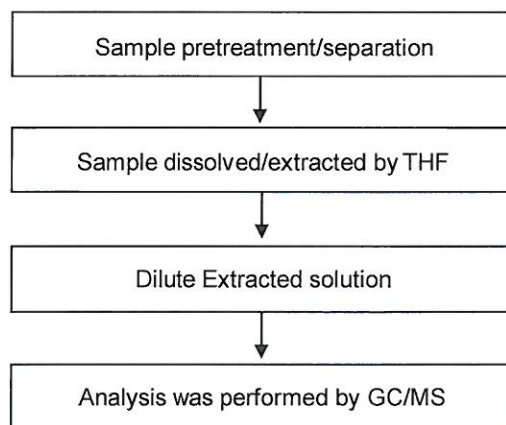 Sample pretreatment/separation
Sample dissolved/extracted by THF
Dilute Extracted solution
Analysis was performed by GC/MS